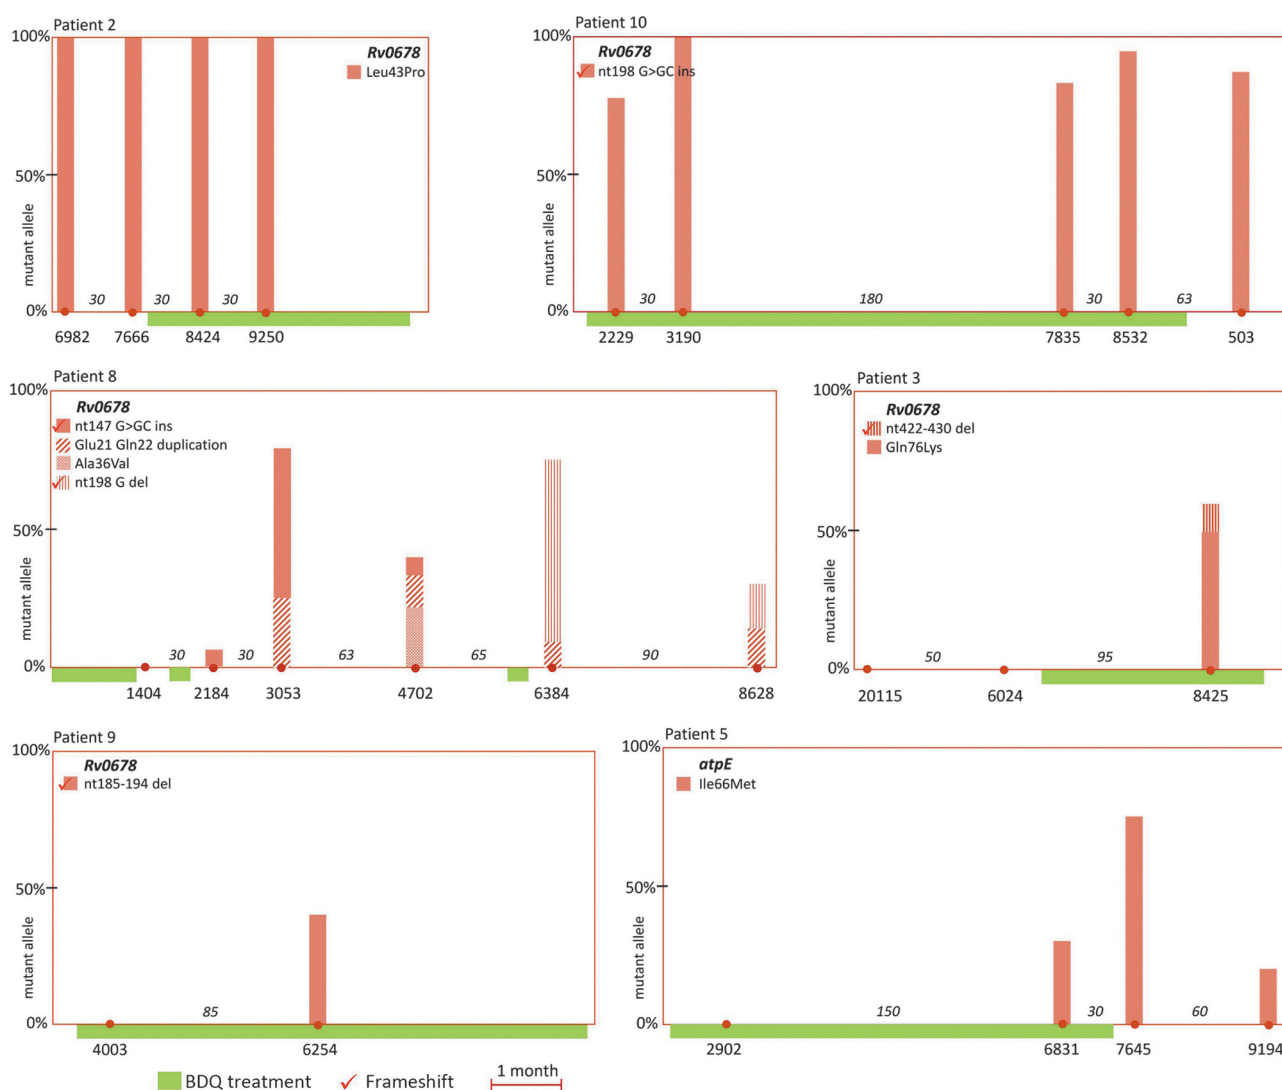 Patient 2
100%
Rv0678
Leu43Pro
50%
mutant allele
0%
30 30 30
6982 7666 8424 9250
Patient 10
100%
Rv0678
nt198 G>GC ins
50%
mutant allele
0%
30 180 30 63
2229 3190 7835 8532 503
Patient 8
100%
Rv0678
nt147 G>GC ins
Glu21 Gln22 duplication
Ala36Val
nt198 G del
50%
mutant allele
0%
30 30 63 65 90
1404 2184 3053 4702 6384 8628
Patient 3
100%
Rv0678
nt422-430 del
Gln76Lys
50%
mutant allele
0%
50 95
20115 6024 8425
Patient 9
100%
Rv0678
nt185-194 del
50%
mutant allele
0%
85
4003 6254
Patient 5
100%
atpE
Ile66Met
50%
mutant allele
0%
150 30 60
2902 6831 7645 9194
BDQ treatment Frameshift 1 month